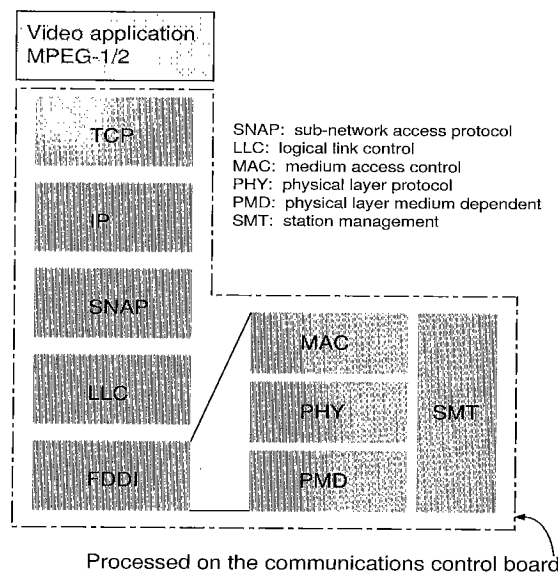 Video application
MPEG-1/2
TCP
IP
SNAP
LLC
FDDI
SNAP: sub-network access protocol
LLC: logical link control
MAC: medium access control
PHY: physical layer protocol
PMD: physical layer medium dependent
SMT: station management
MAC
PHY
PMD
SMT
Processed on the communications control board